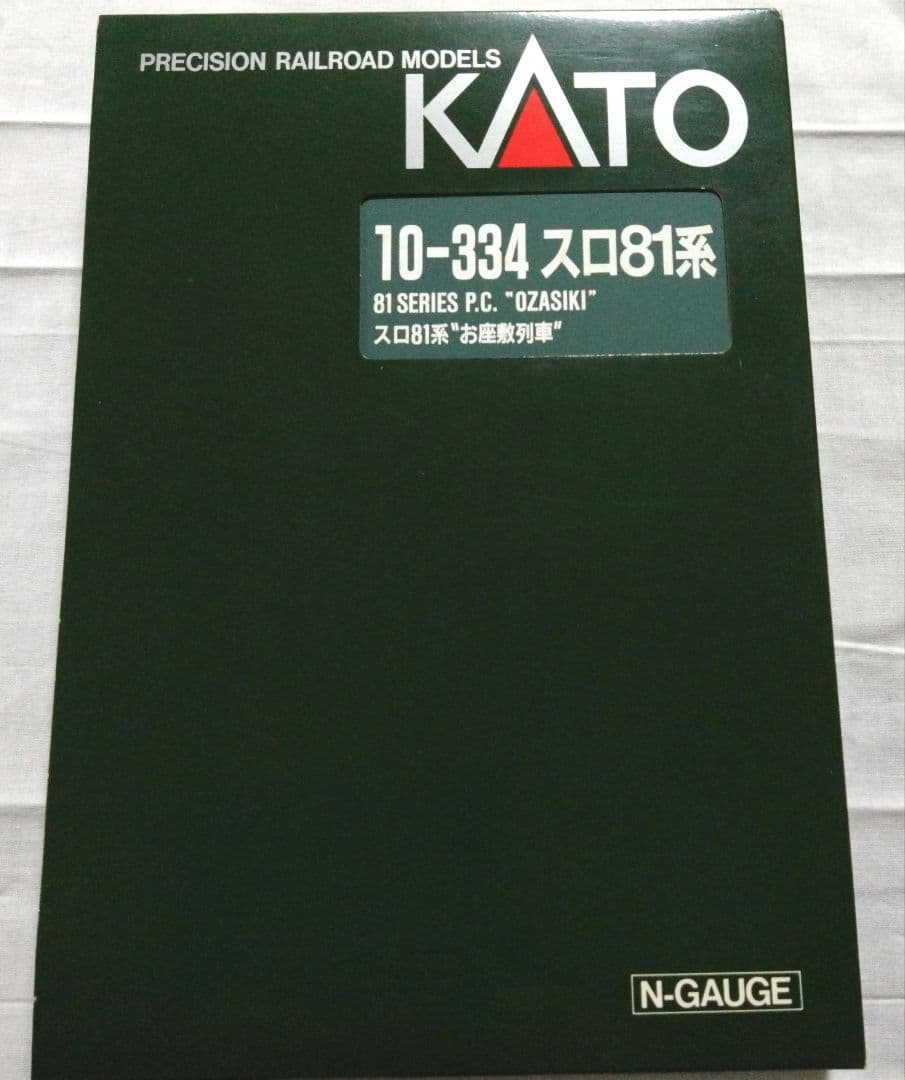 PRECISION RAILROAD MODELS
KATO
10-334 スロ81系
81 SERIES P.C. "OZASIKI"
スロ81系"お座敷列車"
N-GAUGE